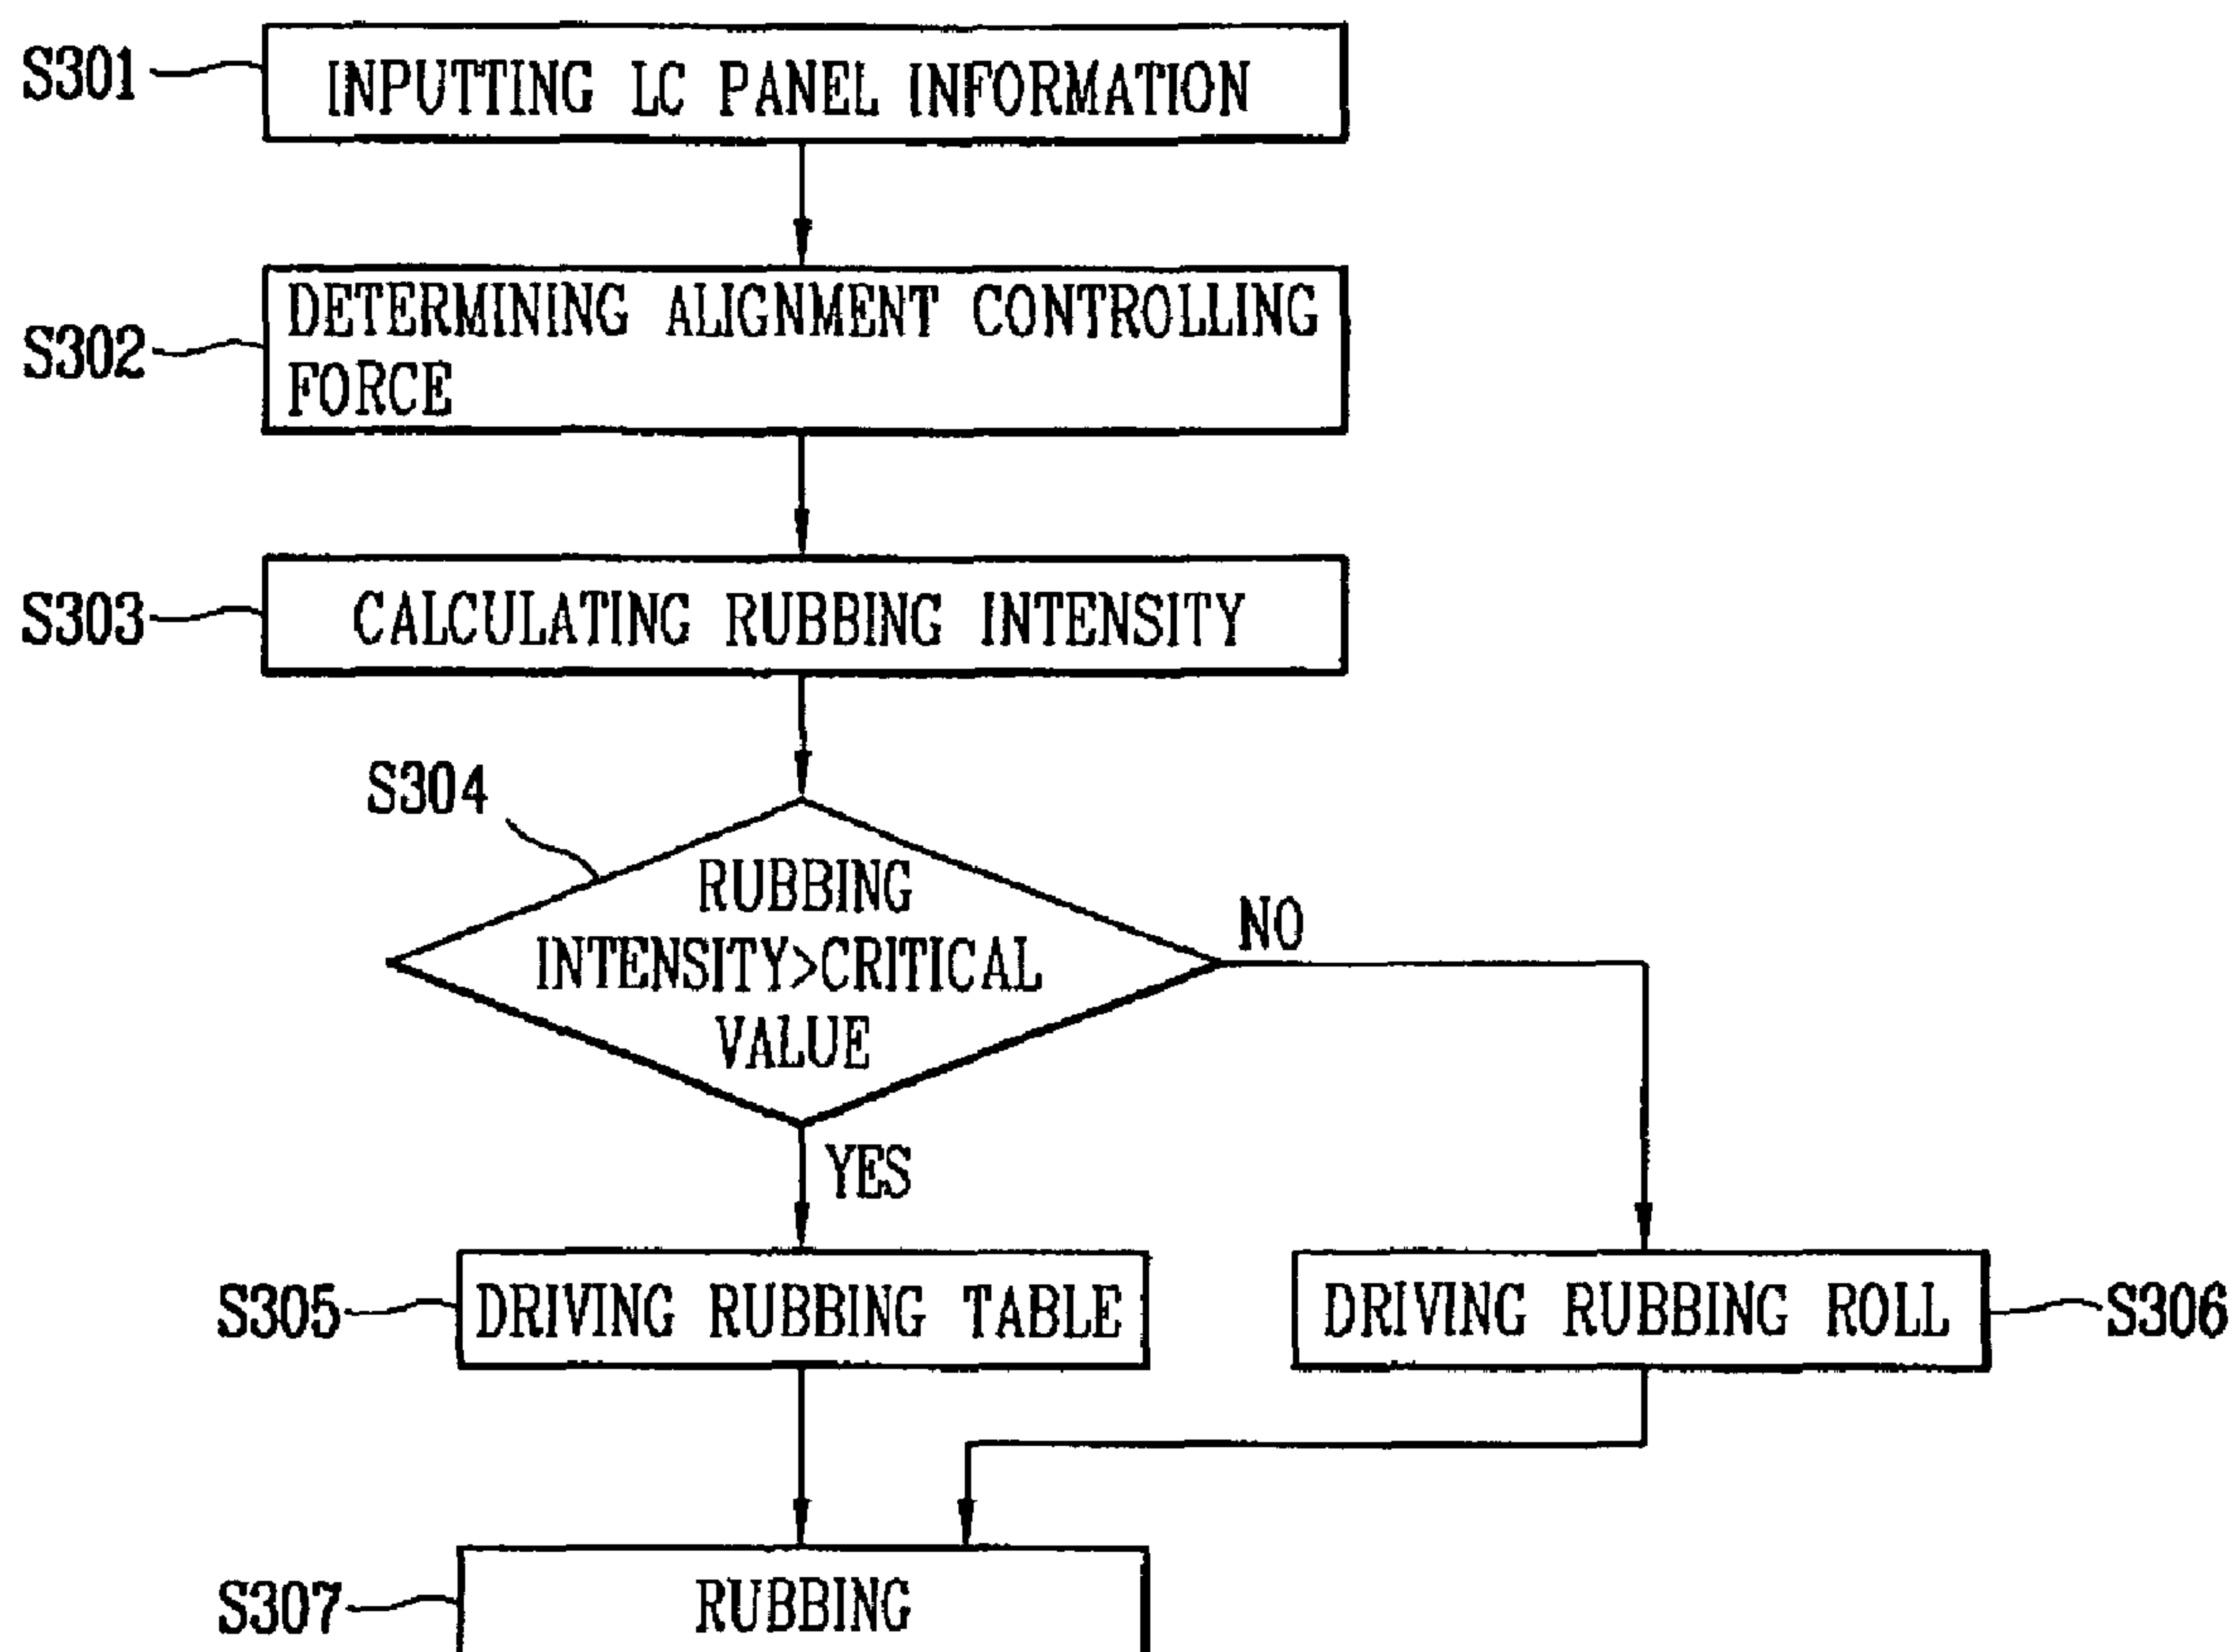 S301
INPUTTING LC PANEL INFORMATION
S302
DETERMINING ALIGNMENT CONTROLLING
FORCE
S303
CALCULATING RUBBING INTENSITY
S304
RUBBING
INTENSITY>CRITICAL
VALUE
NO
YES
S305
DRIVING RUBBING TABLE
DRIVING RUBBING ROLL
S306
S307
RUBBING